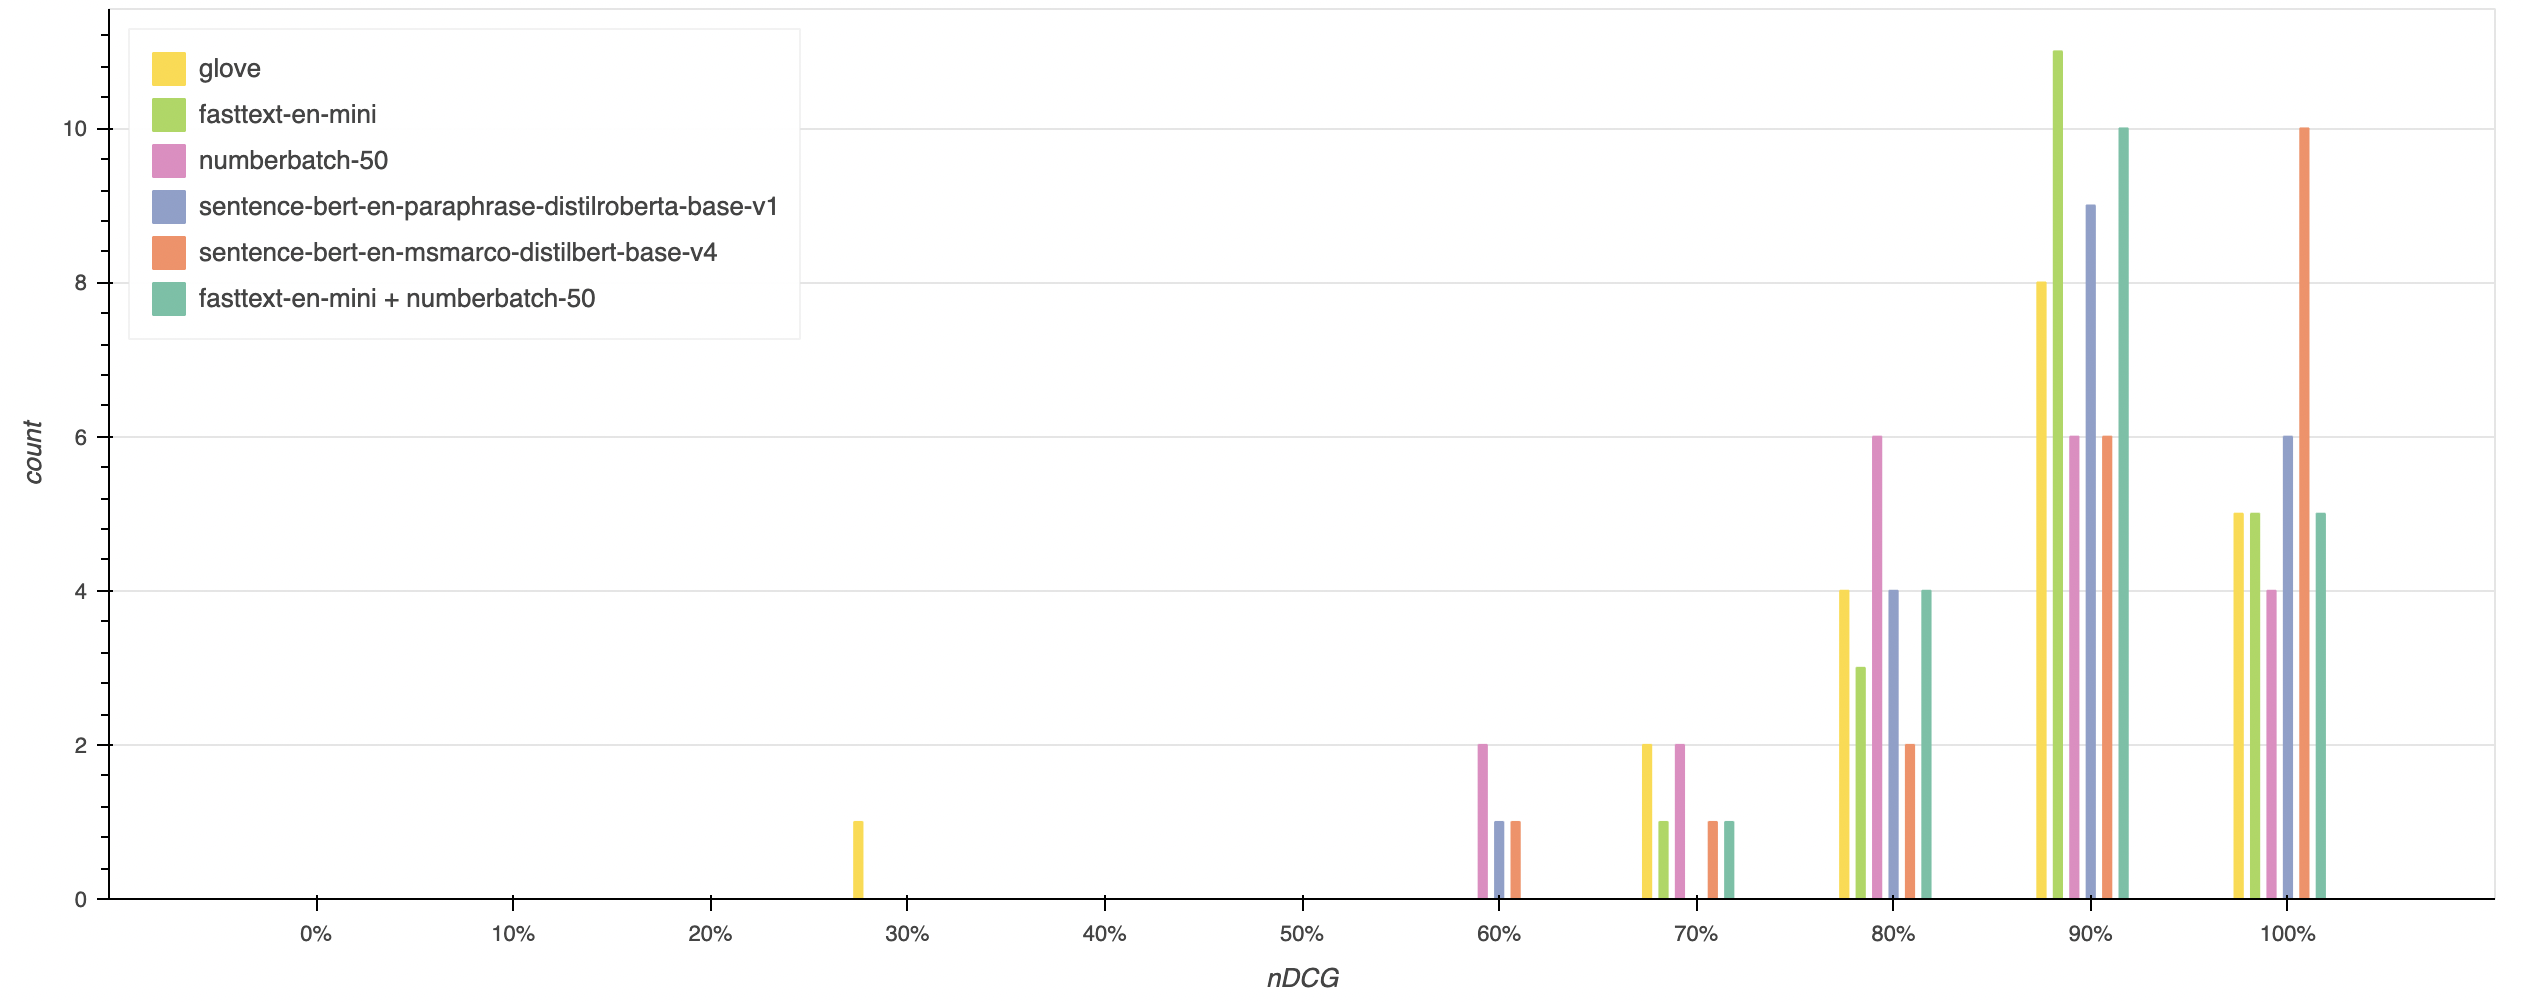 glove
fasttext-en-mini
numberbatch-50
sentence-bert-en-paraphrase-distilroberta-base-v1
sentence-bert-en-msmarco-distilbert-base-v4
fasttext-en-mini + numberbatch-50
10
8
6
4
2
0
count
0% 10% 20% 30% 40% 50% 60% 70% 80% 90% 100%
nDCG